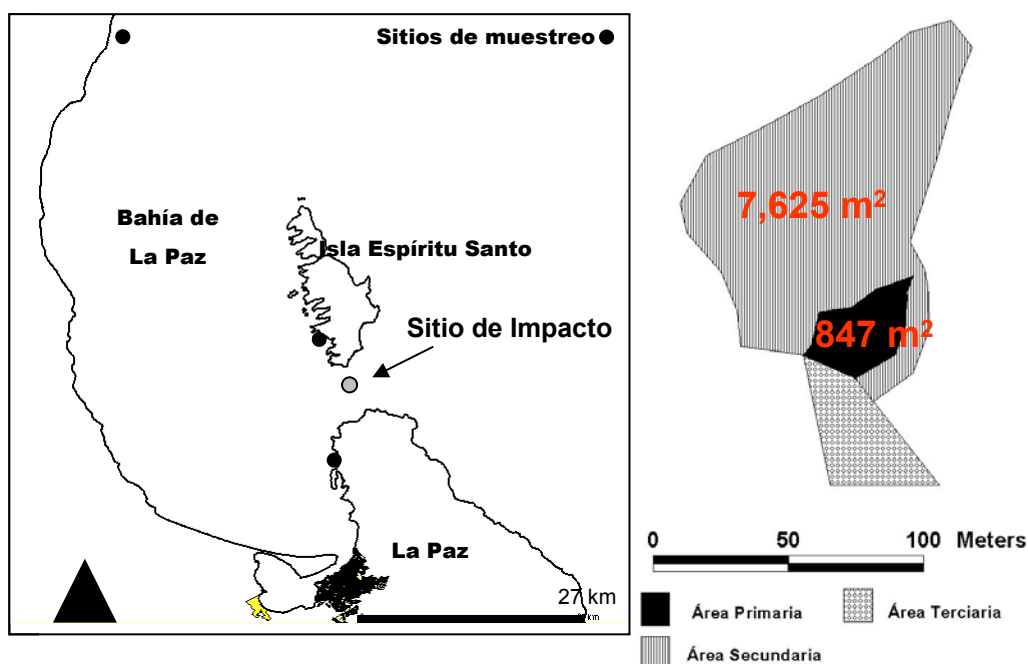 Sitios de muestreo
Bahía de
La Paz
Isla Espíritu Santo
Sitio de Impacto
La Paz
27 km
km
7,625 m²
847 m²
0 50 100 Meters
Área Primaria
Área Terciaria
Área Secundaria